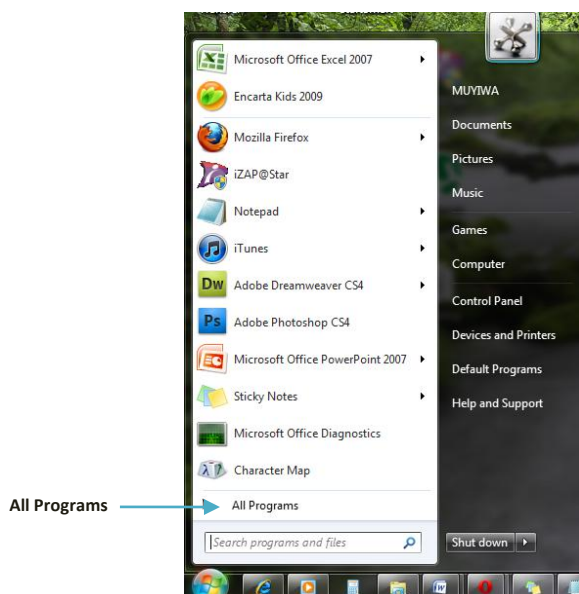 Microsoft Office Excel 2007
Encarta Kids 2009
Mozilla Firefox
iZAP@Star
Notepad
iTunes
Dw Adobe Dreamweaver CS4
Ps Adobe Photoshop CS4
Microsoft Office PowerPoint 2007
Sticky Notes
Microsoft Office Diagnostics
Character Map
All Programs
All Programs
Search programs and files
MUYIWA
Documents
Pictures
Music
Games
Computer
Control Panel
Devices and Printers
Default Programs
Help and Support
Shut down